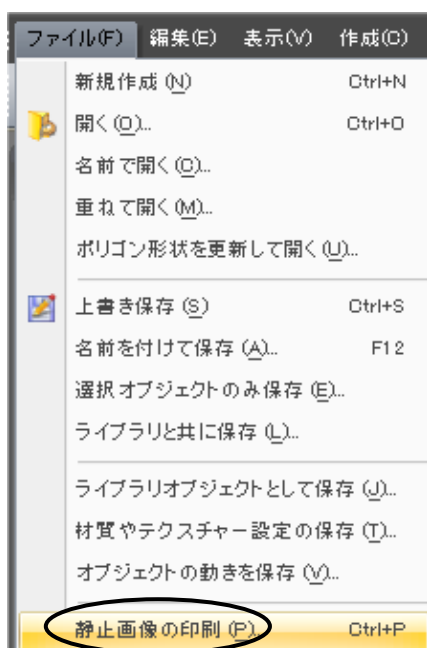 ファイル(F) 編集(E) 表示(V) 作成(C)
新規作成 (N) Ctrl+N
開く(O)... Ctrl+O
名前で開く(C)...
重ねて開く(M)...
ポリゴン形状を更新して開く(U)...
上書き保存 (S) Ctrl+S
名前を付けて保存 (A)... F12
選択オブジェクトのみ保存 (E)...
ライブラリと共に保存 (L)...
ライブラリオブジェクトとして保存 (J)...
材質やテクスチャー設定の保存 (T)...
オブジェクトの動きを保存 (V)...
静止画像の印刷 (P)... Ctrl+P